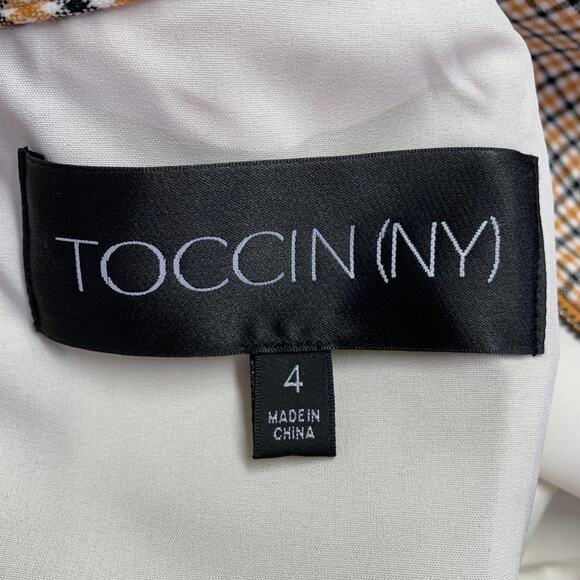 TOCCIN (NY)
4
MADE IN
CHINA